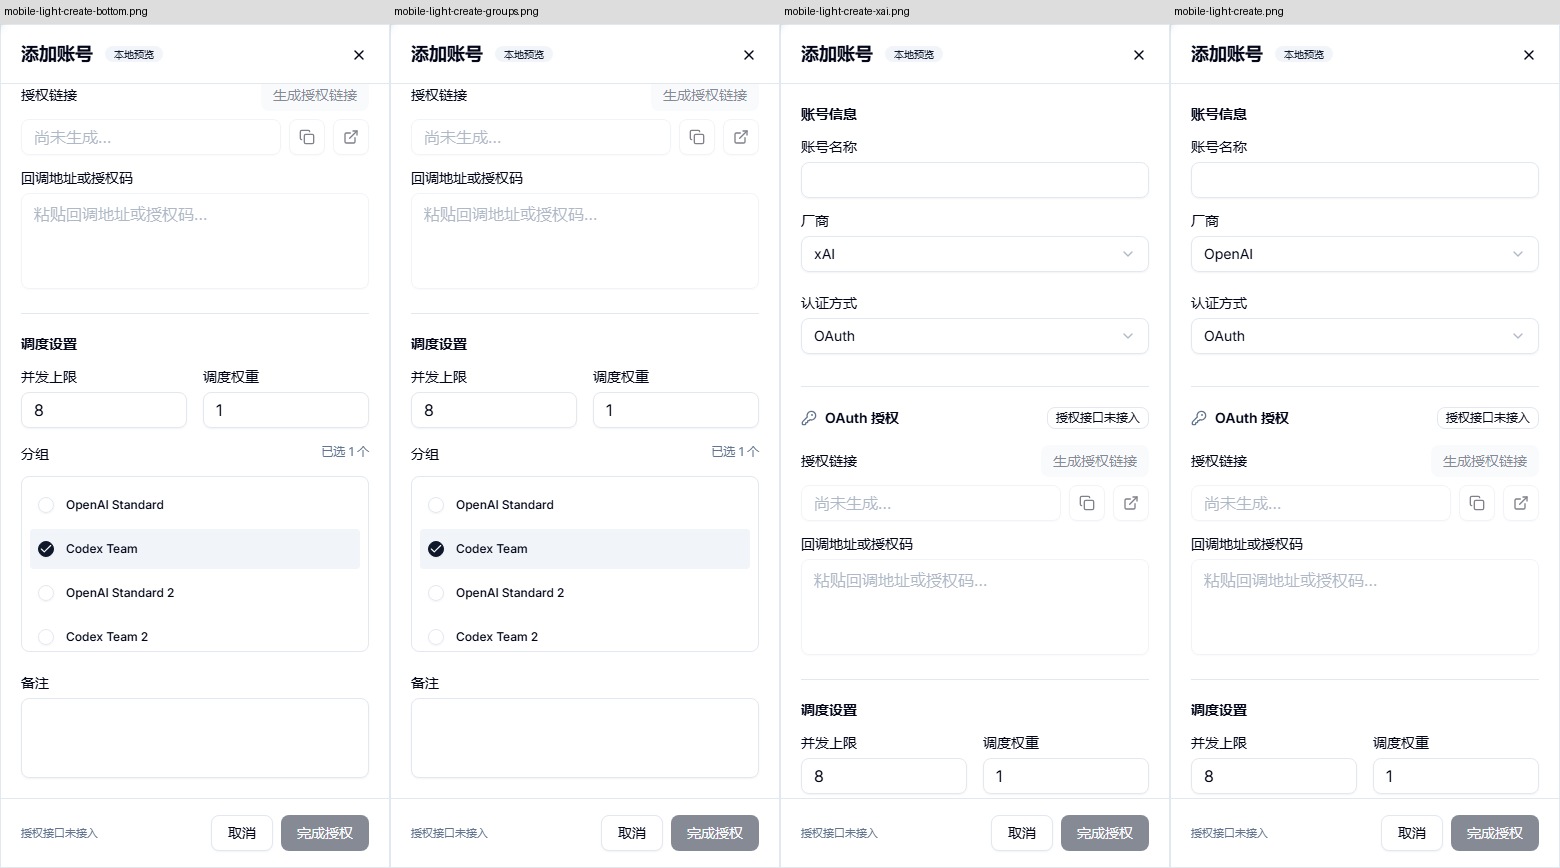 mobile-light-create-bottom.png
添加账号 本地预览
授权链接 生成授权链接
尚未生成...
回调地址或授权码
粘贴回调地址或授权码...
调度设置
并发上限 调度权重
8 1
分组 已选 1 个
OpenAI Standard
Codex Team
OpenAI Standard 2
Codex Team 2
备注
授权接口未接入 取消 完成授权
mobile-light-create-groups.png
添加账号 本地预览
授权链接 生成授权链接
尚未生成...
回调地址或授权码
粘贴回调地址或授权码...
调度设置
并发上限 调度权重
8 1
分组 已选 1 个
OpenAI Standard
Codex Team
OpenAI Standard 2
Codex Team 2
备注
授权接口未接入 取消 完成授权
mobile-light-create-xai.png
添加账号 本地预览
账号信息
账号名称
厂商
xAI
认证方式
OAuth
OAuth 授权 授权接口未接入
授权链接 生成授权链接
尚未生成...
回调地址或授权码
粘贴回调地址或授权码...
调度设置
并发上限 调度权重
8 1
授权接口未接入 取消 完成授权
mobile-light-create.png
添加账号 本地预览
账号信息
账号名称
厂商
OpenAI
认证方式
OAuth
OAuth 授权 授权接口未接入
授权链接 生成授权链接
尚未生成...
回调地址或授权码
粘贴回调地址或授权码...
调度设置
并发上限 调度权重
8 1
授权接口未接入 取消 完成授权